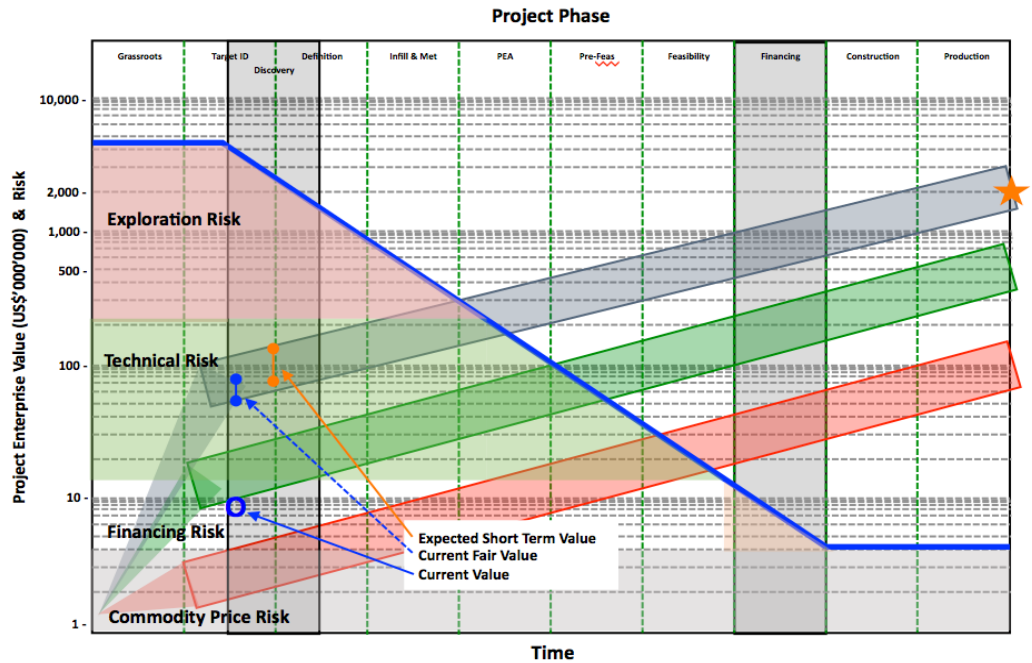 Project Phase
Grassroots
Target ID
Discovery
Definition
Infill & Met
PEA
Pre-Feas
Feasibility
Financing
Construction
Production
Project Enterprise Value (US$'000'000) & Risk
10,000 -
2,000 -
1,000 -
500 -
100 -
10 -
1 -
Exploration Risk
Technical Risk
Financing Risk
Commodity Price Risk
Expected Short Term Value
Current Fair Value
Current Value
Time